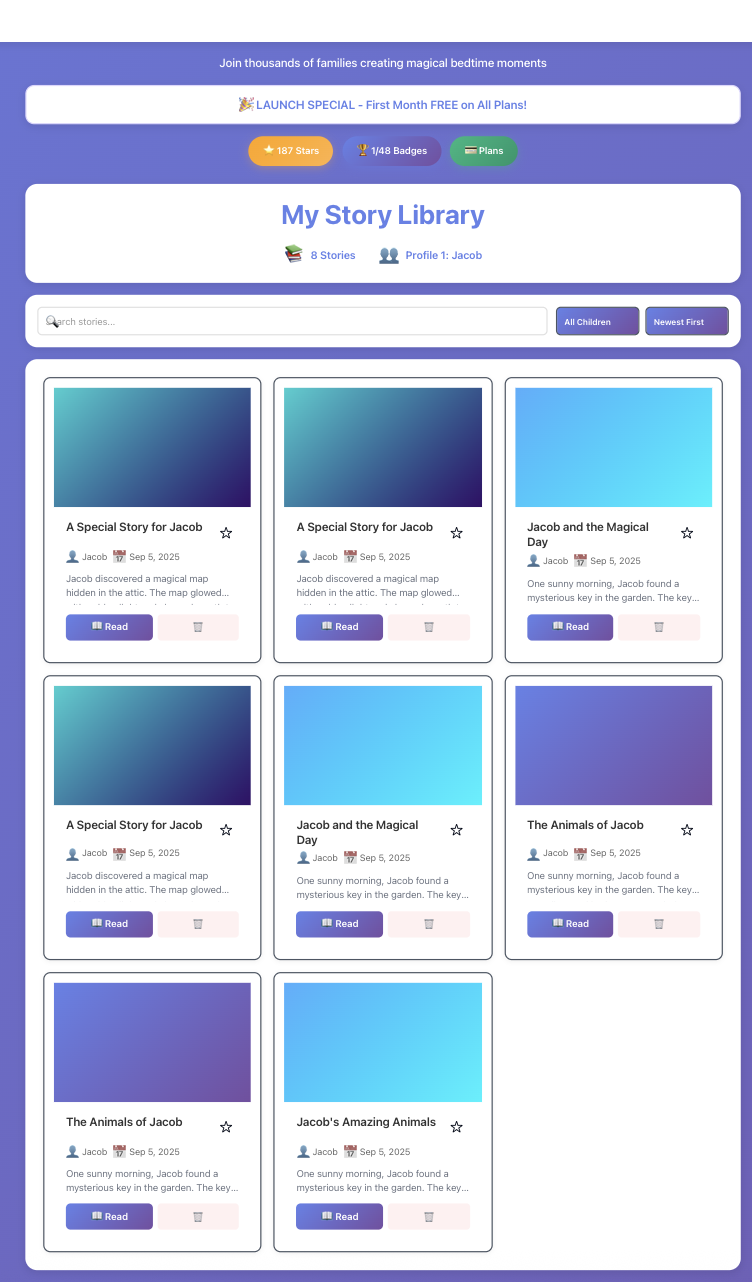 Join thousands of families creating magical bedtime moments
🎉 LAUNCH SPECIAL - First Month FREE on All Plans!
⭐ 187 Stars
🏆 1/48 Badges
💳 Plans
My Story Library
📚 8 Stories
👥 Profile 1: Jacob
Search stories...
All Children
Newest First
A Special Story for Jacob
👤 Jacob 📅 Sep 5, 2025
Jacob discovered a magical map
hidden in the attic. The map glowed...
📖 Read
A Special Story for Jacob
👤 Jacob 📅 Sep 5, 2025
Jacob discovered a magical map
hidden in the attic. The map glowed...
📖 Read
Jacob and the Magical
Day
👤 Jacob 📅 Sep 5, 2025
One sunny morning, Jacob found a
mysterious key in the garden. The key...
📖 Read
A Special Story for Jacob
👤 Jacob 📅 Sep 5, 2025
Jacob discovered a magical map
hidden in the attic. The map glowed...
📖 Read
Jacob and the Magical
Day
👤 Jacob 📅 Sep 5, 2025
One sunny morning, Jacob found a
mysterious key in the garden. The key...
📖 Read
The Animals of Jacob
👤 Jacob 📅 Sep 5, 2025
One sunny morning, Jacob found a
mysterious key in the garden. The key...
📖 Read
The Animals of Jacob
👤 Jacob 📅 Sep 5, 2025
One sunny morning, Jacob found a
mysterious key in the garden. The key...
📖 Read
Jacob's Amazing Animals
👤 Jacob 📅 Sep 5, 2025
One sunny morning, Jacob found a
mysterious key in the garden. The key...
📖 Read